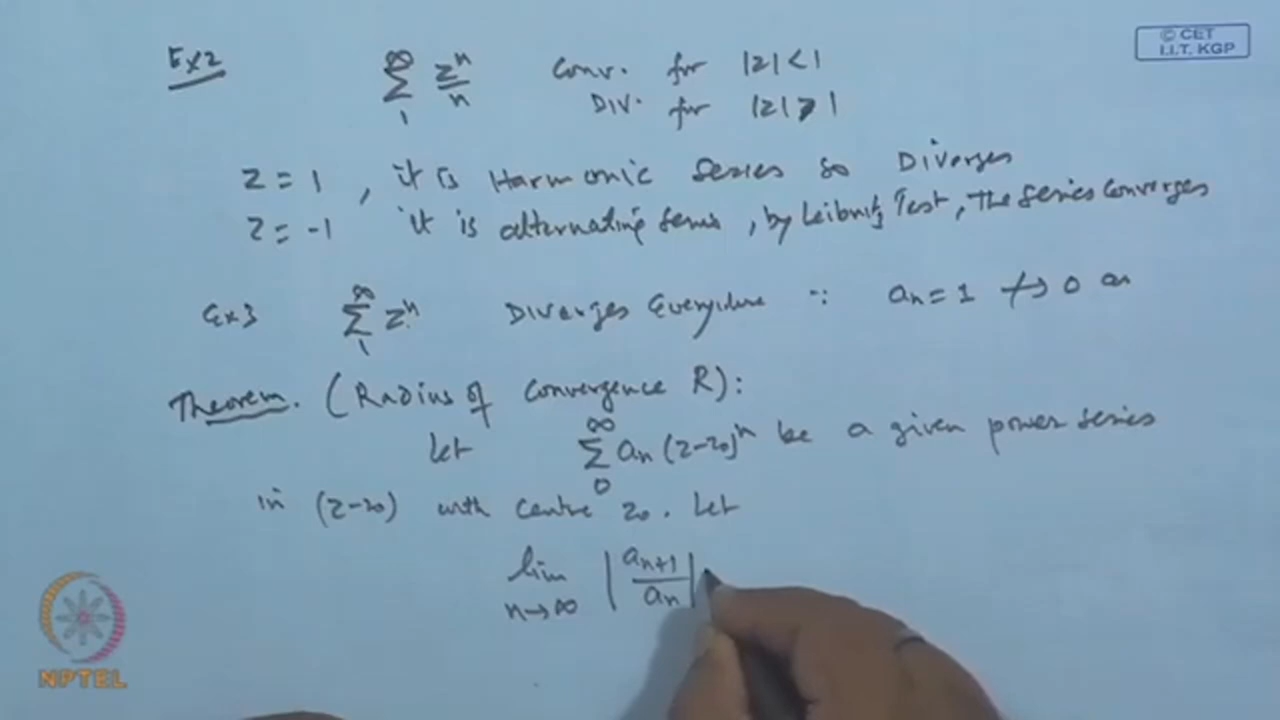 © CET
I.I.T. KGP
Ex2 ∞∑1 zⁿ/n Conv. for |z| < 1
Div. for |z| > 1
z = 1, it is Harmonic Series so Diverges
z = -1 it is alternating series, by Leibnitz Test, The series Converges
Ex3 ∞∑1 zⁿ Diverges Everywhere ∵ aₙ = 1 ↛ 0 as
Theorem. (Radius of Convergence R):
Let ∞∑0 aₙ (z-z₀)ⁿ be a given power series
in (z-z₀) with centre z₀. Let
lim n→∞ |aₙ₊₁/aₙ|
NPTEL